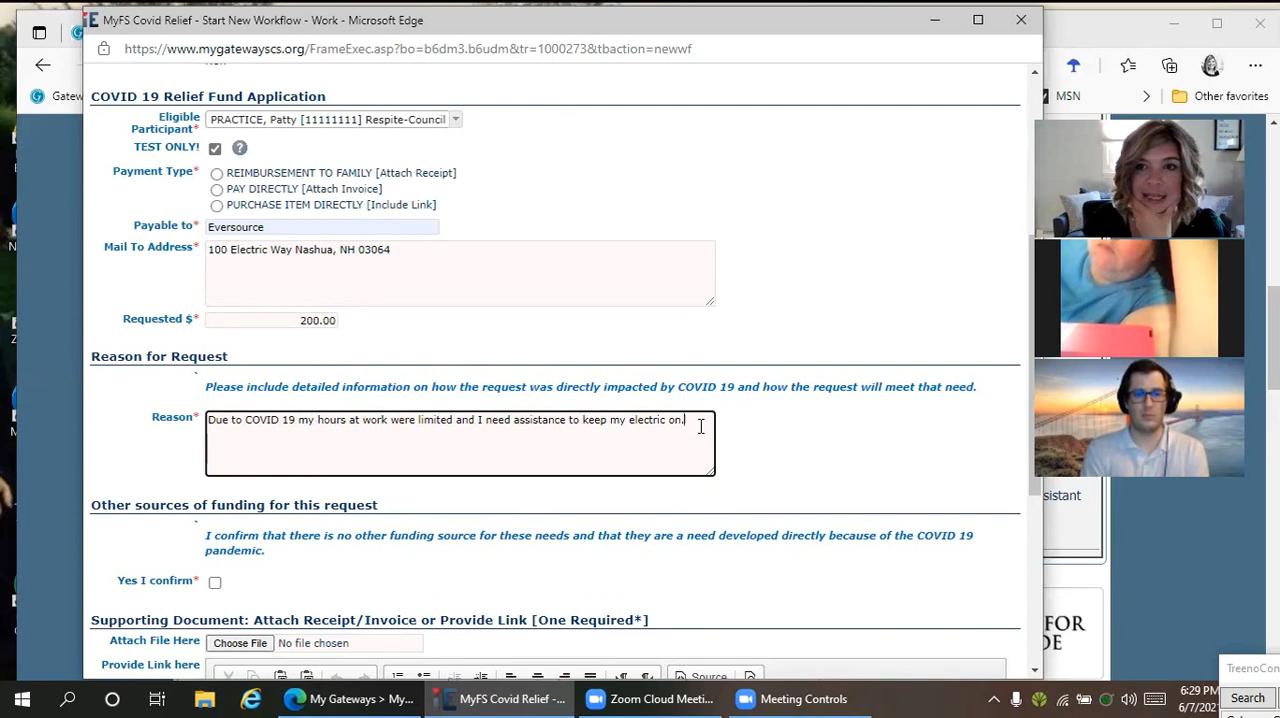 MyFS Covid Relief - Start New Workflow - Work - Microsoft Edge
https://www.mygatewayscs.org/FrameExec.asp?bo=b6dm3.b6udm&tr=1000273&tbaction=newwf
Gatew
MSN
Other favorites
COVID 19 Relief Fund Application
Eligible Participant*
PRACTICE, Patty [11111111] Respite-Council
TEST ONLY!
?
Payment Type*
REIMBURSEMENT TO FAMILY [Attach Receipt]
PAY DIRECTLY [Attach Invoice]
PURCHASE ITEM DIRECTLY [Include Link]
Payable to*
Eversource
Mail To Address*
100 Electric Way Nashua, NH 03064
Requested $*
200.00
Reason for Request
Please include detailed information on how the request was directly impacted by COVID 19 and how the request will meet that need.
Reason*
Due to COVID 19 my hours at work were limited and I need assistance to keep my electric on.
Other sources of funding for this request
I confirm that there is no other funding source for these needs and that they are a need developed directly because of the COVID 19
pandemic.
Yes I confirm*
Supporting Document: Attach Receipt/Invoice or Provide Link [One Required*]
Attach File Here
Choose File No file chosen
Provide Link here
Source
sistant
FOR
DE
TreenoCon
Search
My Gateways > My...
MyFS Covid Relief -...
Zoom Cloud Meeti...
Meeting Controls
6:29 PM
6/7/202